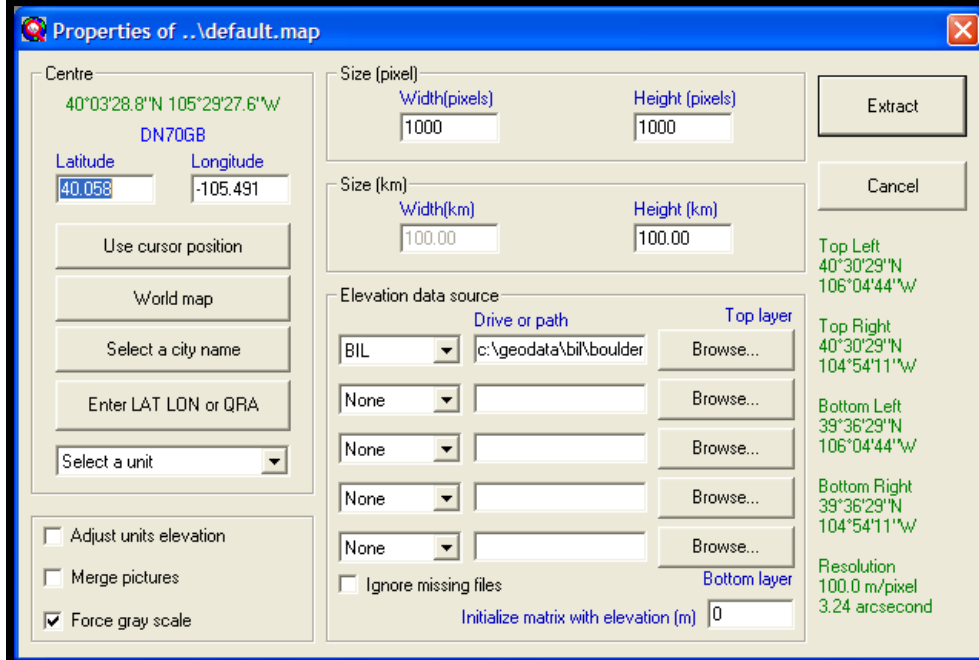 Properties of ..\default.map
Centre
40°03'28.8''N 105°29'27.6''W
DN70GB
Latitude Longitude
40.058 -105.491
Use cursor position
World map
Select a city name
Enter LAT LON or QRA
Select a unit
Adjust units elevation
Merge pictures
Force gray scale
Size (pixel)
Width(pixels) Height (pixels)
1000 1000
Size (km)
Width(km) Height (km)
100.00 100.00
Elevation data source
Drive or path Top layer
BIL c:\geodata\bil\boulder Browse...
None Browse...
None Browse...
None Browse...
None Browse...
Ignore missing files Bottom layer
Initialize matrix with elevation (m) 0
Extract
Cancel
Top Left
40°30'29''N
106°04'44''W
Top Right
40°30'29''N
104°54'11''W
Bottom Left
39°36'29''N
106°04'44''W
Bottom Right
39°36'29''N
104°54'11''W
Resolution
100.0 m/pixel
3.24 arcsecond